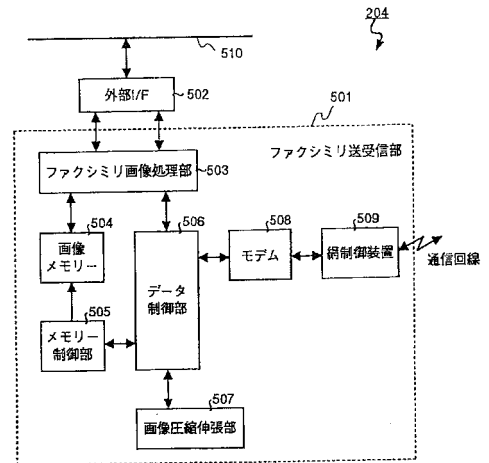 204
510
外部I/F
502
501
ファクシミリ送受信部
ファクシミリ画像処理部
503
504
画像
メモリー
506
データ
制御部
508
モデム
509
絹制御装置
通信回線
505
メモリー
制御部
507
画像圧縮伸張部